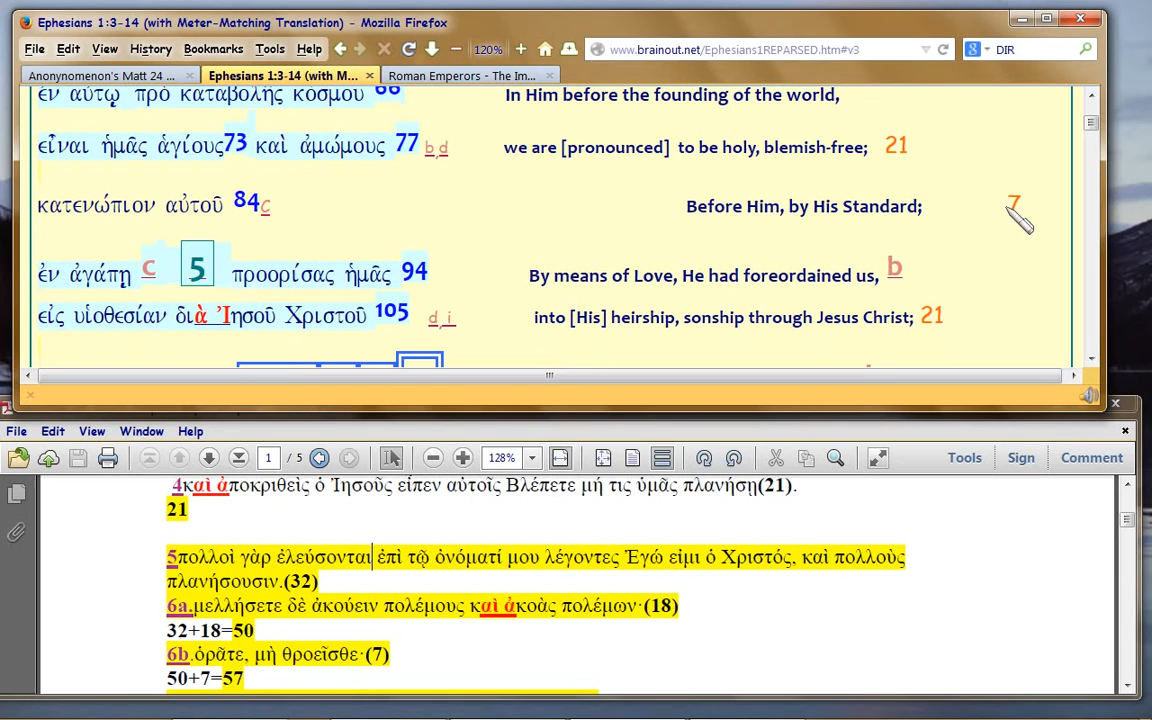 Ephesians 1:3-14 (with Meter-Matching Translation) - Mozilla Firefox
File Edit View History Bookmarks Tools Help 120% www.brainout.net/Ephesians1REPARSED.htm#v3 DIR
Anonynomenon's Matt 24 ... Ephesians 1:3-14 (with M... Roman Emperors - The Im...
ἐν αὐτῳ πρὸ καταβολῆς κόσμου 66 In Him before the founding of the world,
εἶναι ἡμᾶς ἁγίους73 καὶ ἀμώμους 77 b,d we are [pronounced] to be holy, blemish-free; 21
κατενώπιον αὐτοῦ 84c Before Him, by His Standard; 7
ἐν ἀγάπῃ c 5 προορίσας ἡμᾶς 94 By means of Love, He had foreordained us, b
εἰς υἱοθεσίαν διὰ Ἰησοῦ Χριστοῦ 105 d,i into [His] heirship, sonship through Jesus Christ; 21
File Edit View Window Help
1 / 5 128% Tools Sign Comment
4καὶ ἀποκριθεὶς ὁ Ἰησοῦς εἶπεν αὐτοῖς Βλέπετε μή τις ὑμᾶς πλανήσῃ(21).
21
5πολλοὶ γὰρ ἐλεύσονται ἐπὶ τῷ ὀνόματί μου λέγοντες Ἐγώ εἰμι ὁ Χριστός, καὶ πολλοὺς
πλανήσουσιν.(32)
6a.μελλήσετε δὲ ἀκούειν πολέμους καὶ ἀκοὰς πολέμων·(18)
32+18=50
6b.ὁρᾶτε, μὴ θροεῖσθε·(7)
50+7=57